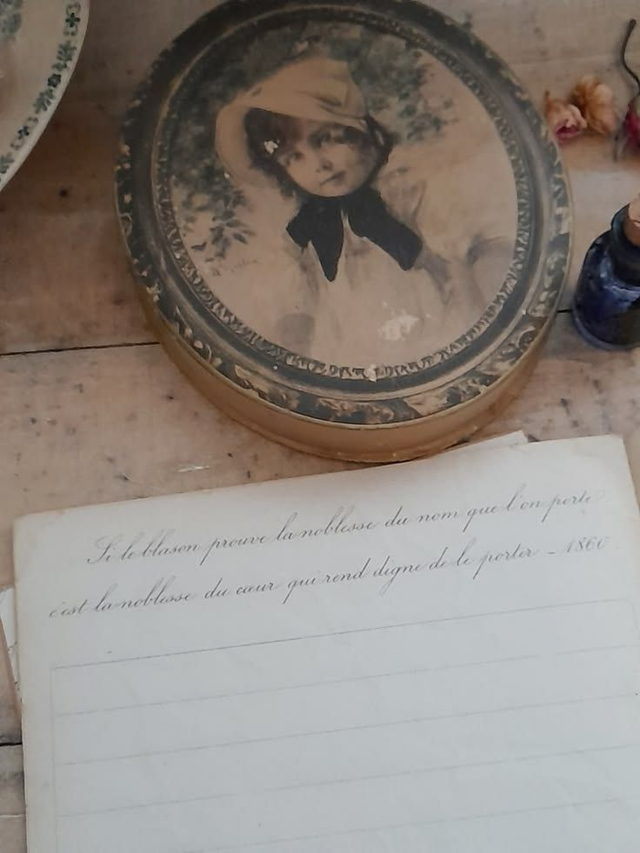 Si le blason prouve la noblesse du nom que l'on porte
c'est la noblesse du cœur qui rend digne de le porter - 1860